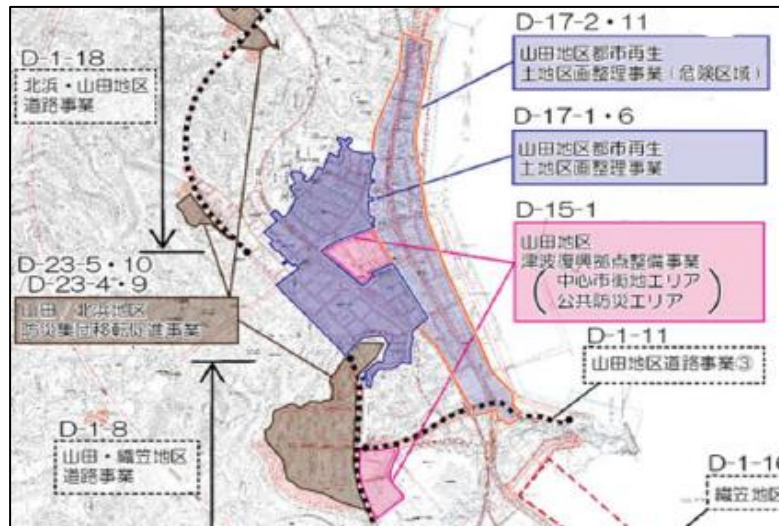 D-17-2・11
山田地区都市再生
土地区画整理事業(危険区域)
D-1-18
北浜・山田地区
道路事業
D-17-1・6
山田地区都市再生
土地区画整理事業
D-15-1
山田地区
津波復興拠点整備事業
(中心市街地エリア
公共防災エリア)
D-23-5・10
/D-23-4・9
山田/北浜地区
防災集団移転促進事業
D-1-11
山田地区道路事業③
D-1-8
山田・織笠地区
道路事業
D-1-10
織笠地区